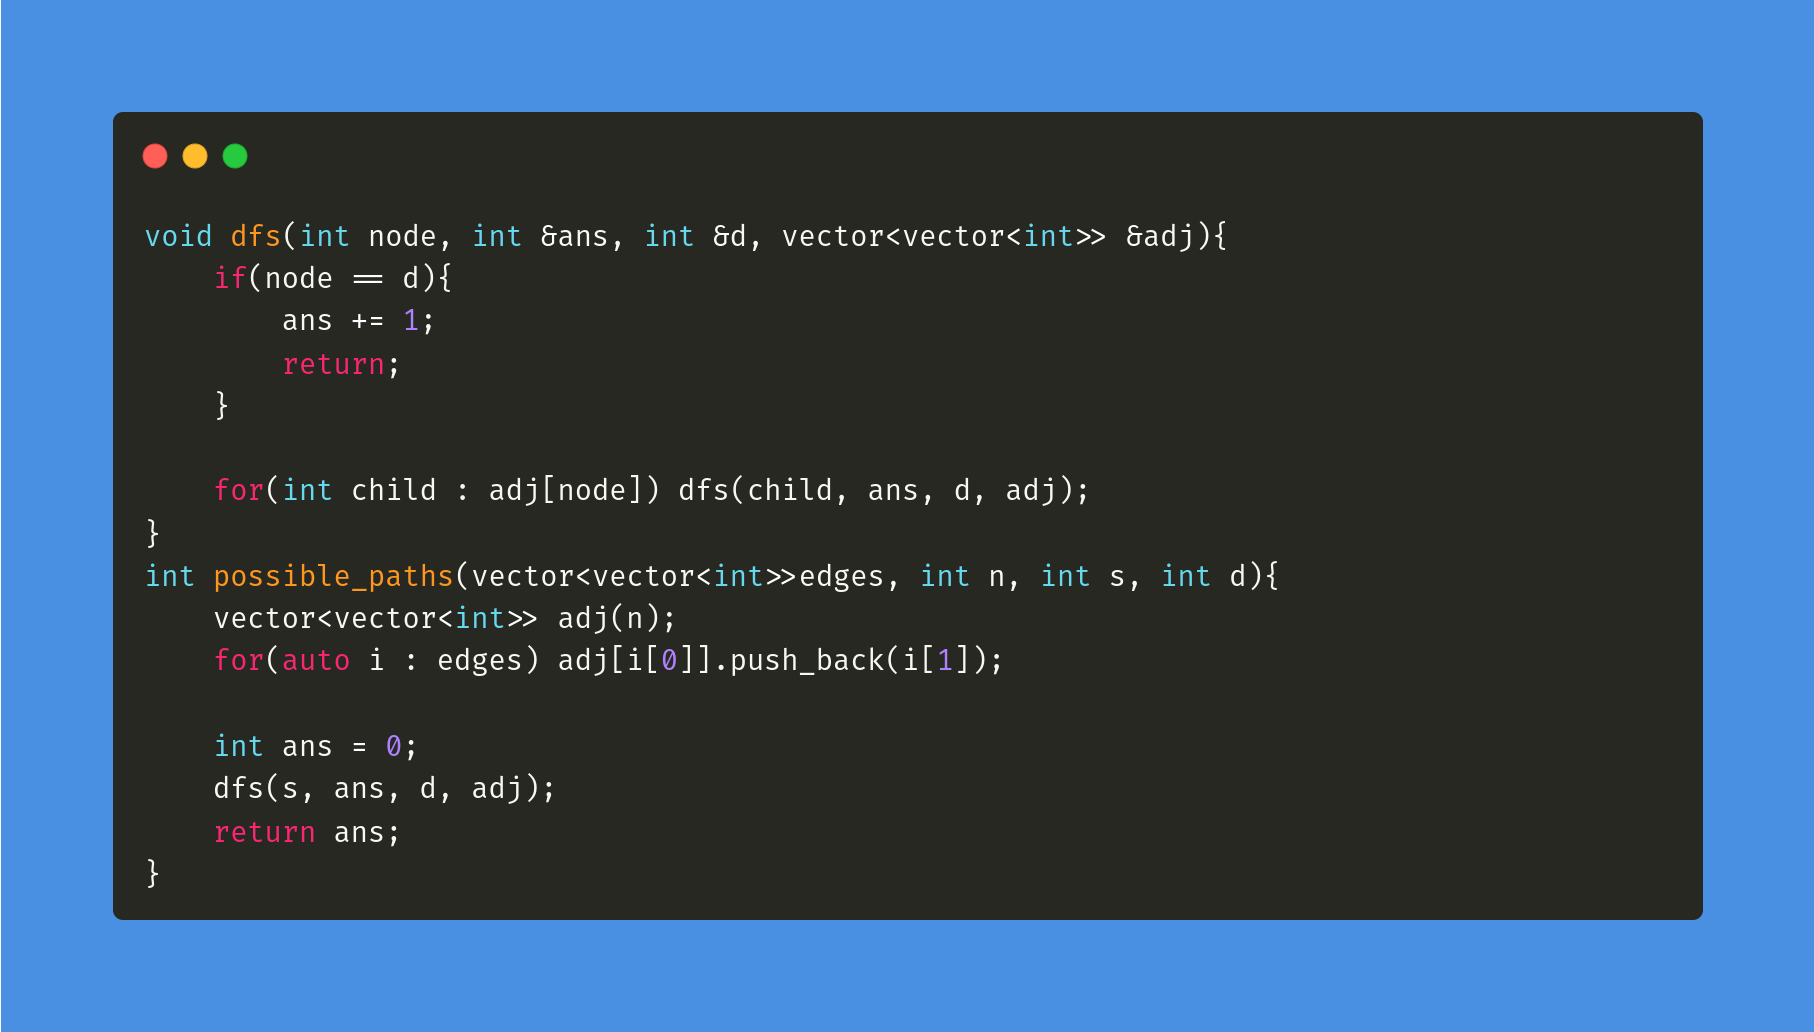 void dfs(int node, int &ans, int &d, vector<vector<int>> &adj){
    if(node == d){
        ans += 1;
        return;
    }
    for(int child : adj[node]) dfs(child, ans, d, adj);
}
int possible_paths(vector<vector<int>>edges, int n, int s, int d){
    vector<vector<int>> adj(n);
    for(auto i : edges) adj[i[0]].push_back(i[1]);
    int ans = 0;
    dfs(s, ans, d, adj);
    return ans;
}